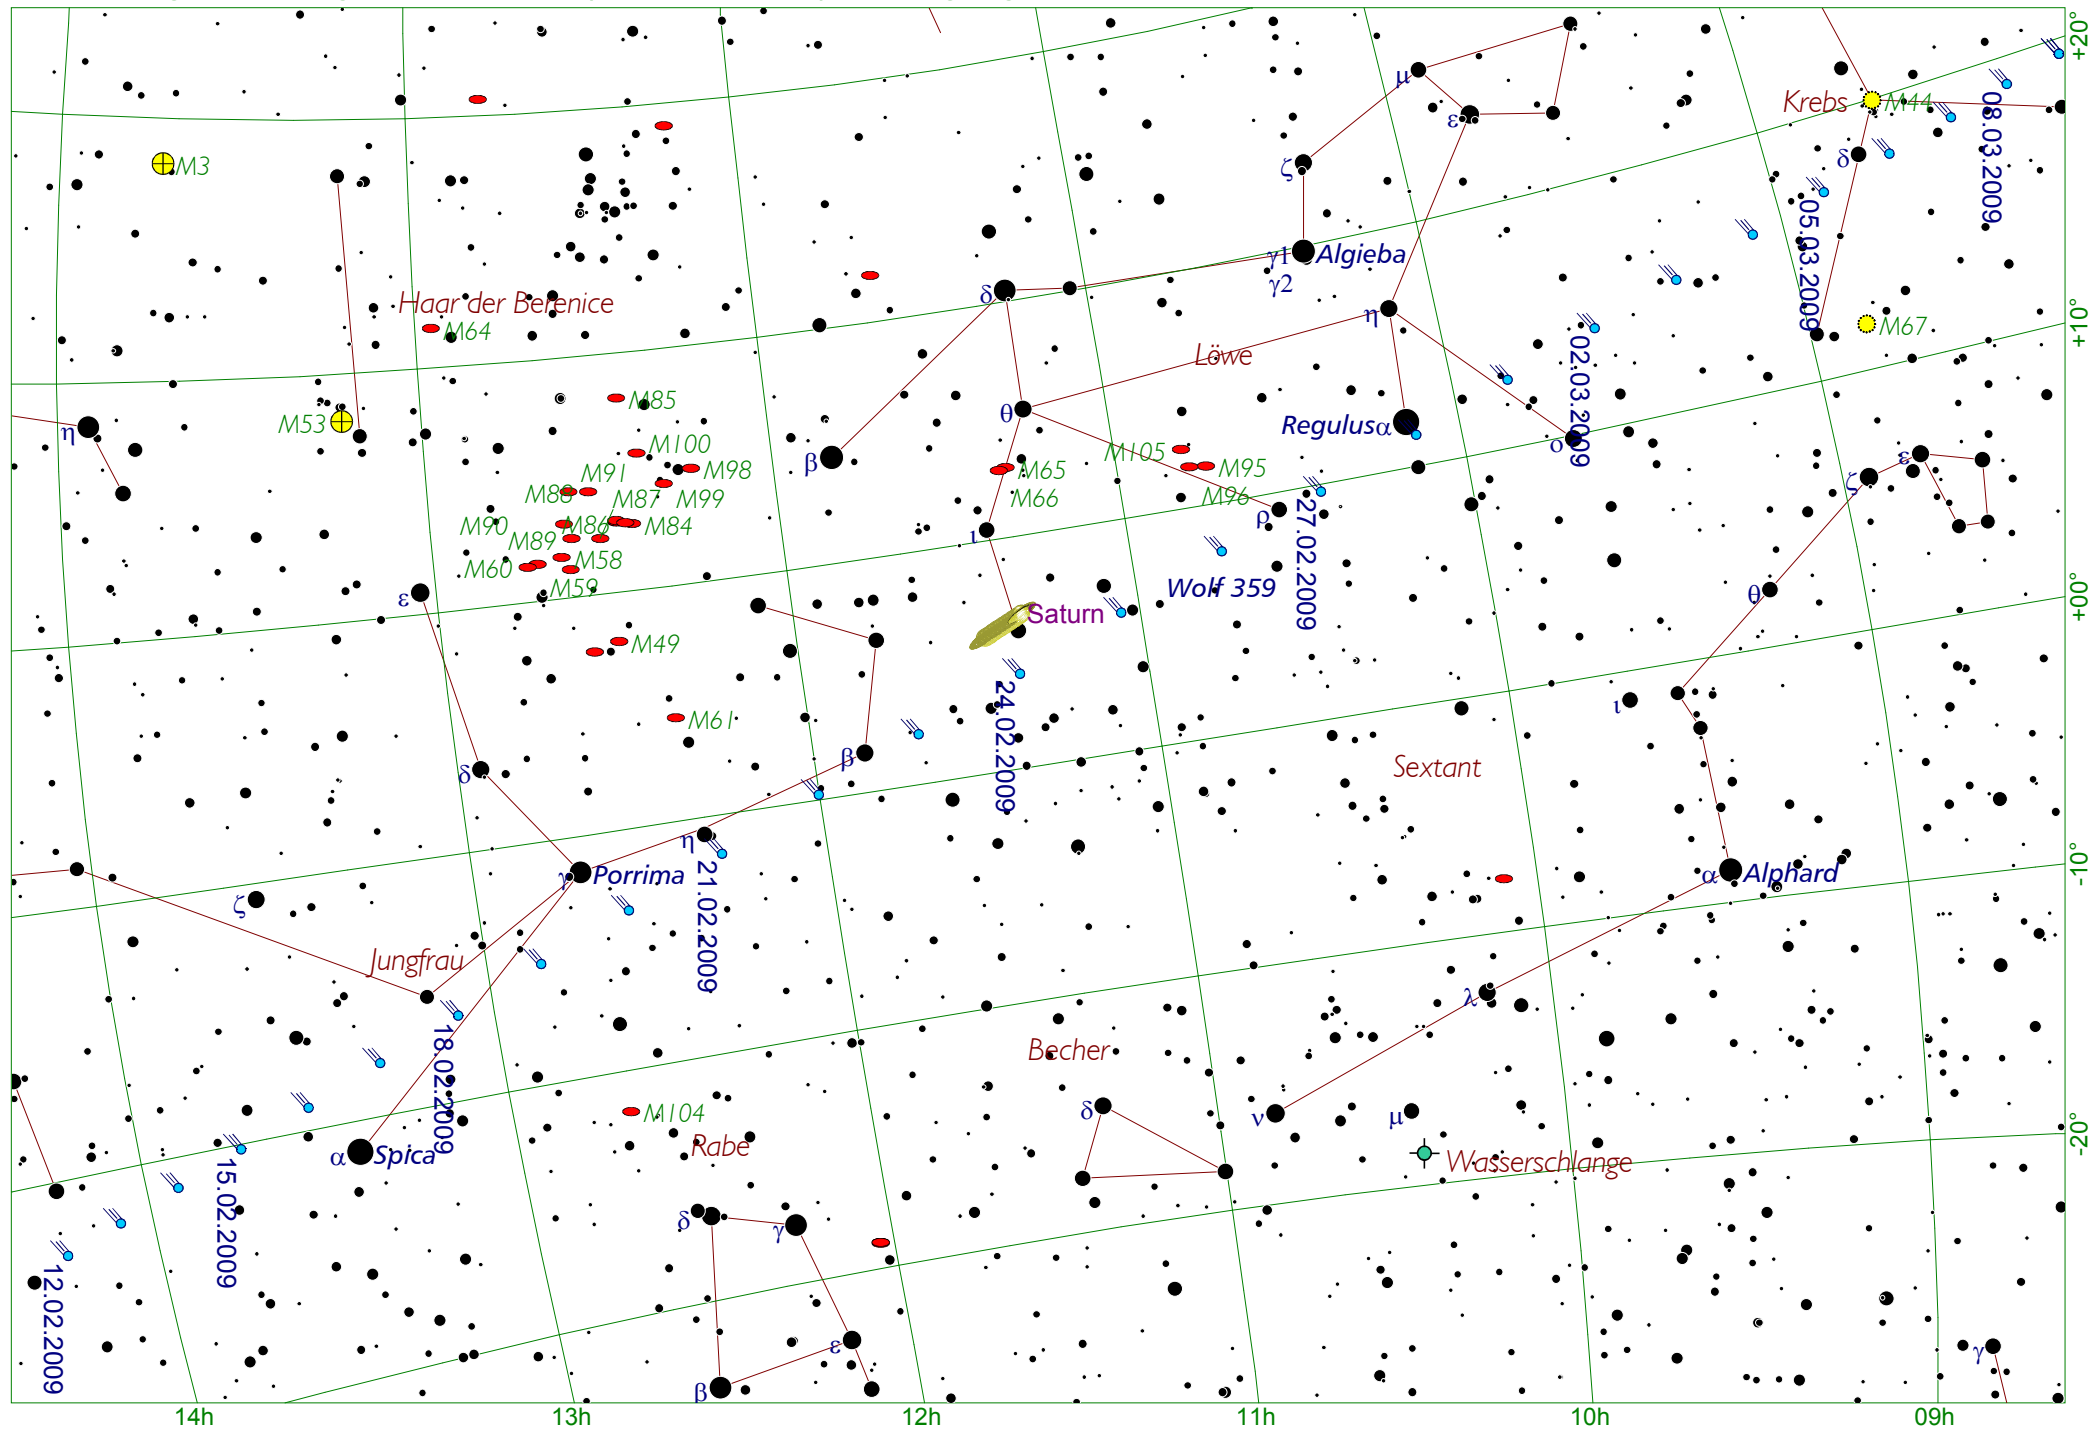 +20°
μ
Krebs
M44
ε
08.03.2009
M3
ζ
δ
05.03.2009
γ1
Algieba
γ2
δ
Haar der Berenice
M64
η
M67
Löwe
02.03.2009
+10°
M85
θ
M53
η
Regulus
α
ο
M100
M105
M95
β
M91
M98
M65
ε
M88
M87
M99
M66
M96
ζ
M90
M86
M84
ρ
27.02.2009
M89
M58
ι
M60
M59
Wolf 359
ε
θ
+00°
Saturn
M49
24.02.2009
ι
M61
β
Sextant
δ
η
21.02.2009
-10°
γ
Porrima
α
Alphard
ζ
Jungfrau
λ
18.02.2009
Becher
M104
δ
ν
μ
Rabe
-20°
α
Spica
Wasserschlange
15.02.2009
δ
γ
12.02.2009
ε
γ
β
14h
13h
12h
11h
10h
09h